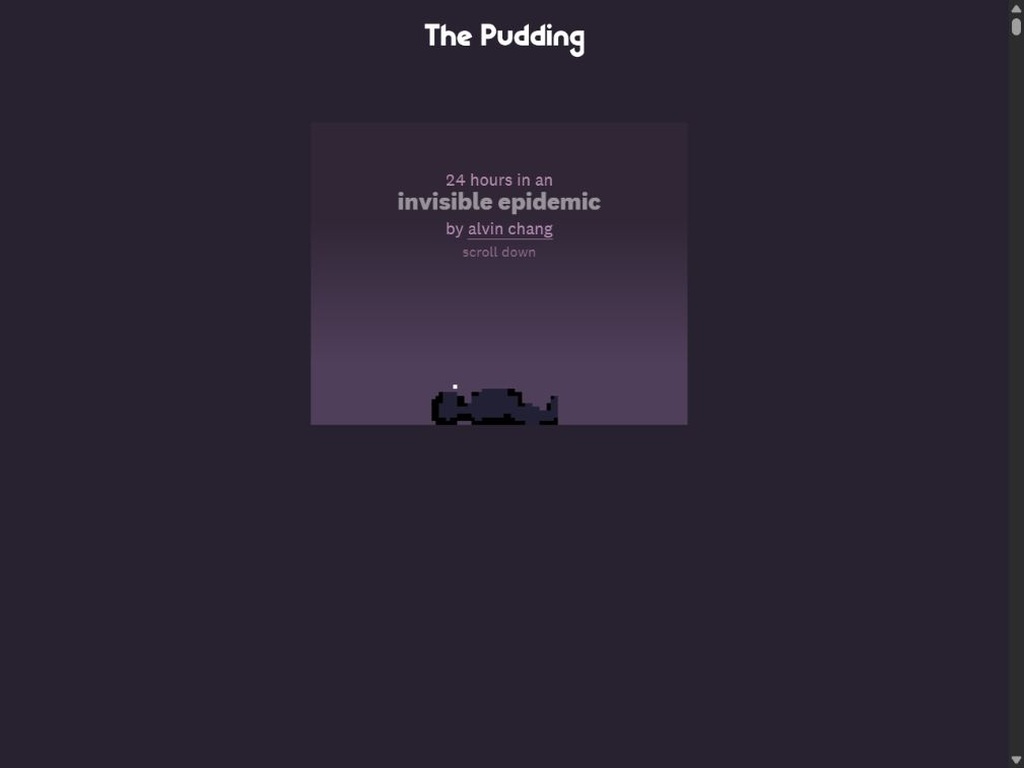 The Pudding
24 hours in an
invisible epidemic
by alvin chang
scroll down